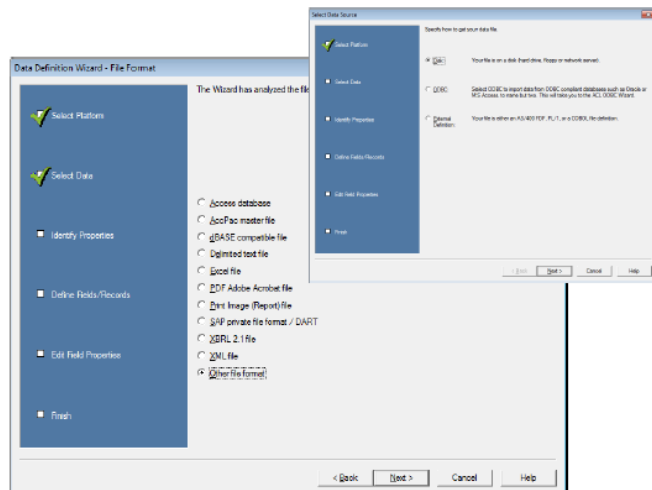 Select Data Source
Specify how to get your data file.
Select Platform
Disk: Your file is on a disk (hard drive, floppy or network server).
Select Data
ODBC: Select ODBC to import data from ODBC compliant databases such as Oracle or
MS Access, to name but two. This will take you to the ACL ODBC Wizard.
Identify Properties
External Definition: Your file is either an AS/400 FDF, PL/1, or a COBOL file definition.
Define Fields/Records
Edit Field Properties
Finish
< Back Next > Cancel Help
Data Definition Wizard - File Format
The Wizard has analyzed the file
Select Platform
Select Data
Access database
AccPac master file
Identify Properties
dBASE compatible file
Delimited text file
Excel file
PDF Adobe Acrobat file
Define Fields/Records
Print Image (Report) file
SAP private file format / DART
XBRL 2.1 file
Edit Field Properties
XML file
Other file format
Finish
< Back Next > Cancel Help